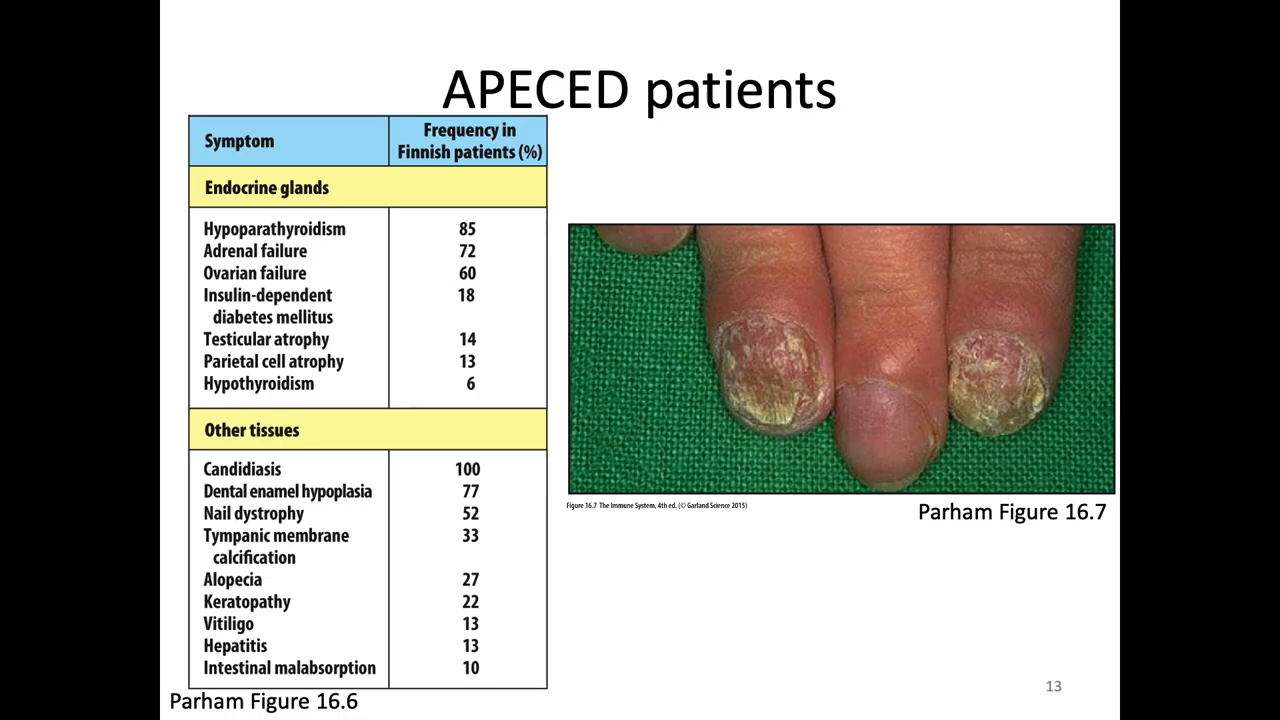 APECED patients
Symptom
Frequency in
Finnish patients (%)
Endocrine glands
Hypoparathyroidism 85
Adrenal failure 72
Ovarian failure 60
Insulin-dependent 18
diabetes mellitus
Testicular atrophy 14
Parietal cell atrophy 13
Hypothyroidism 6
Other tissues
Candidiasis 100
Dental enamel hypoplasia 77
Nail dystrophy 52
Tympanic membrane 33
calcification
Alopecia 27
Keratopathy 22
Vitiligo 13
Hepatitis 13
Intestinal malabsorption 10
Parham Figure 16.6
Figure 16.7 The Immune System, 4th ed. (© Garland Science 2015)
Parham Figure 16.7
13